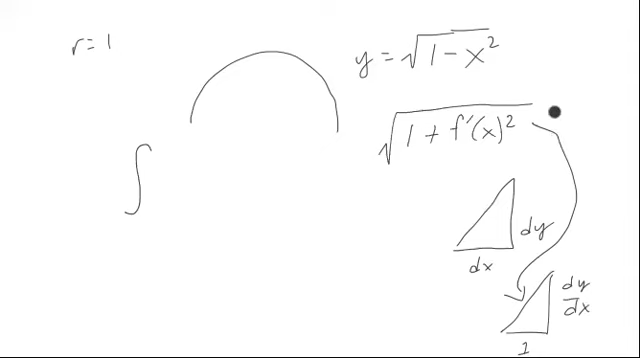 r = 1
y = √(1 - x²)
√(1 + f'(x)²)
∫
dy
dx
dy
dx
1